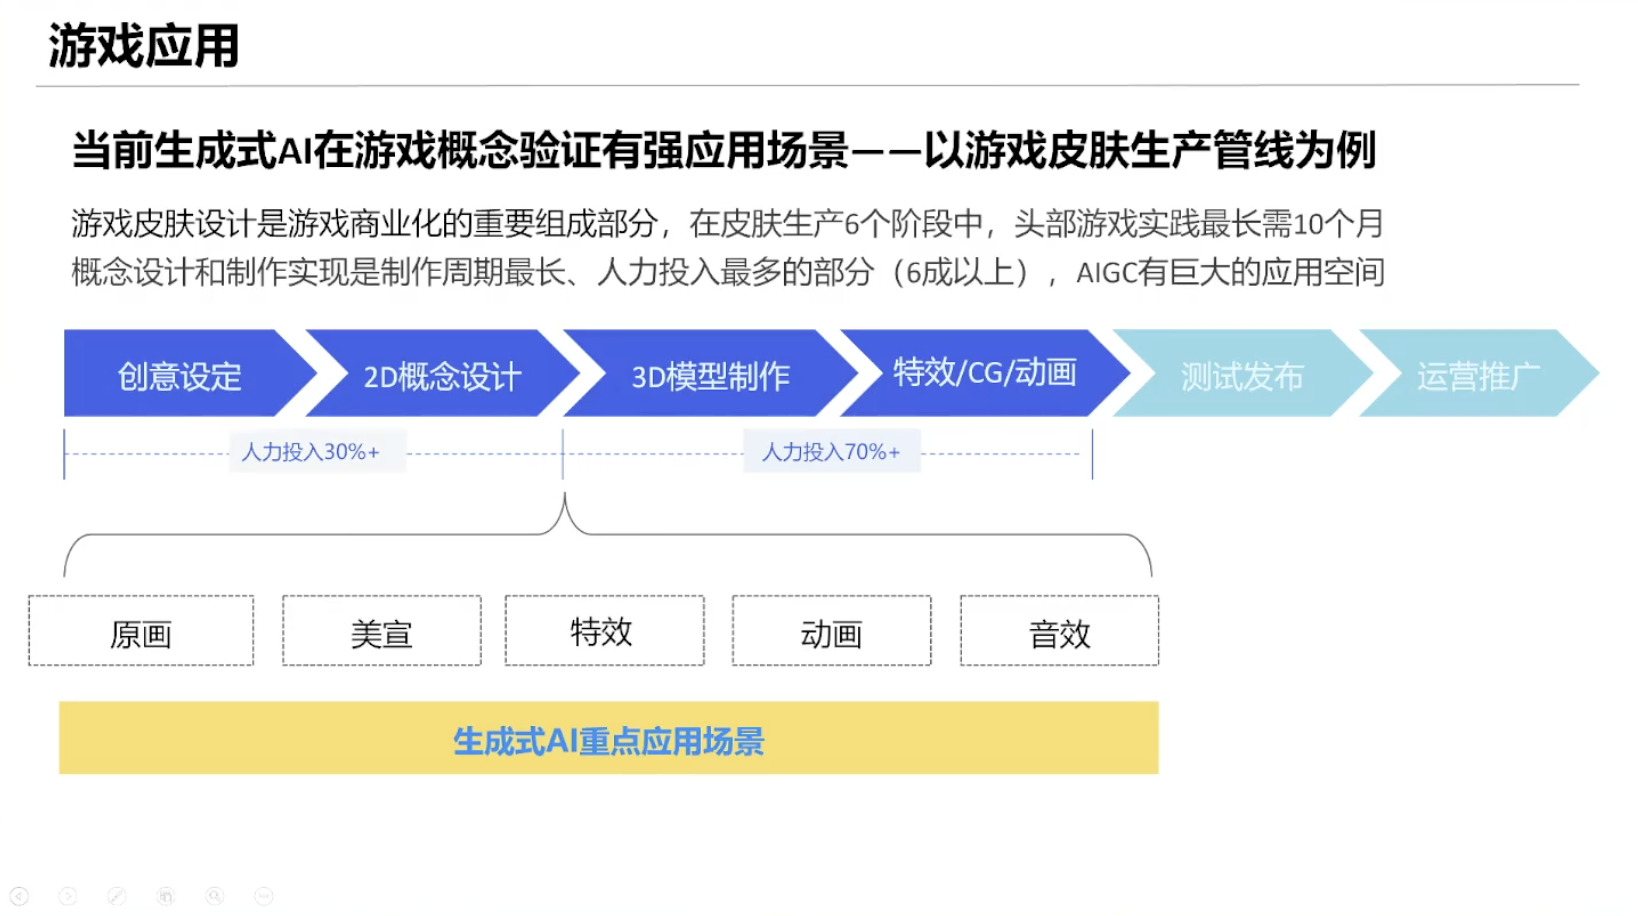 游戏应用
当前生成式AI在游戏概念验证有强应用场景——以游戏皮肤生产管线为例
游戏皮肤设计是游戏商业化的重要组成部分，在皮肤生产6个阶段中，头部游戏实践最长需10个月
概念设计和制作实现是制作周期最长、人力投入最多的部分（6成以上），AIGC有巨大的应用空间
创意设定
2D概念设计
3D模型制作
特效/CG/动画
测试发布
运营推广
人力投入30%+
人力投入70%+
原画
美宣
特效
动画
音效
生成式AI重点应用场景